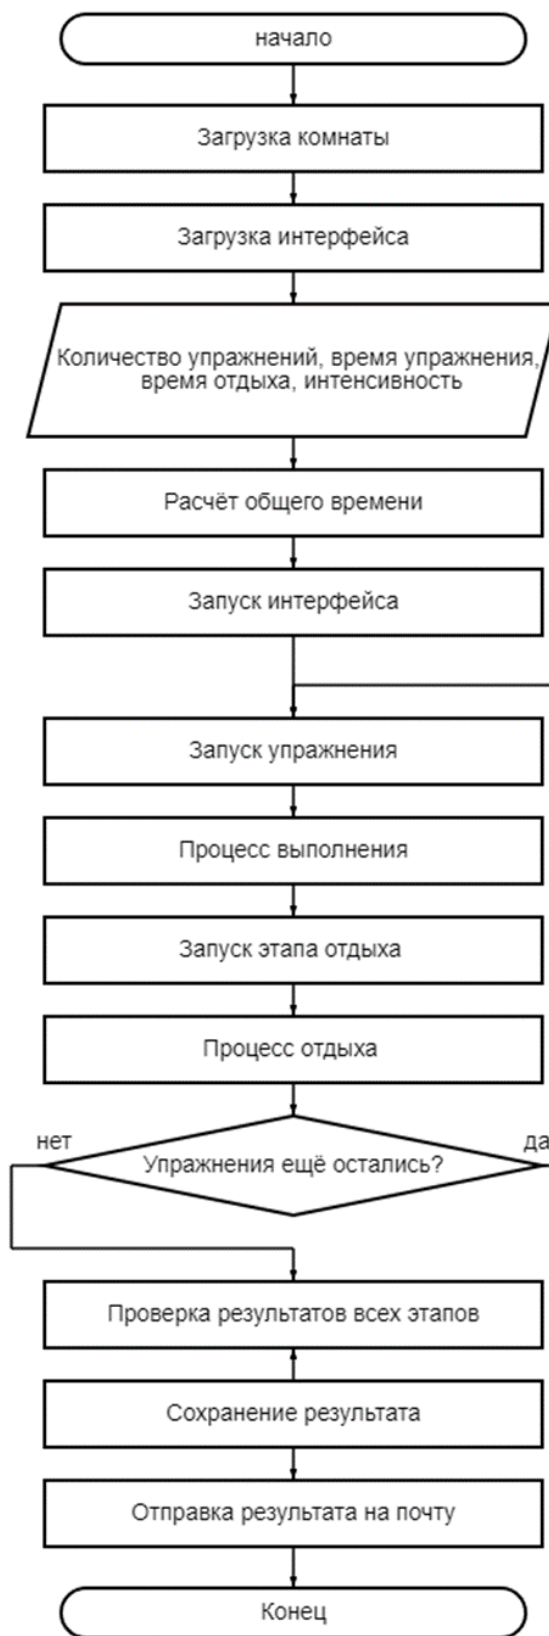 начало
Загрузка комнаты
Загрузка интерфейса
Количество упражнений, время упражнения,
время отдыха, интенсивность
Расчёт общего времени
Запуск интерфейса
Запуск упражнения
Процесс выполнения
Запуск этапа отдыха
Процесс отдыха
нет
Упражнения ещё остались?
да
Проверка результатов всех этапов
Сохранение результата
Отправка результата на почту
Конец